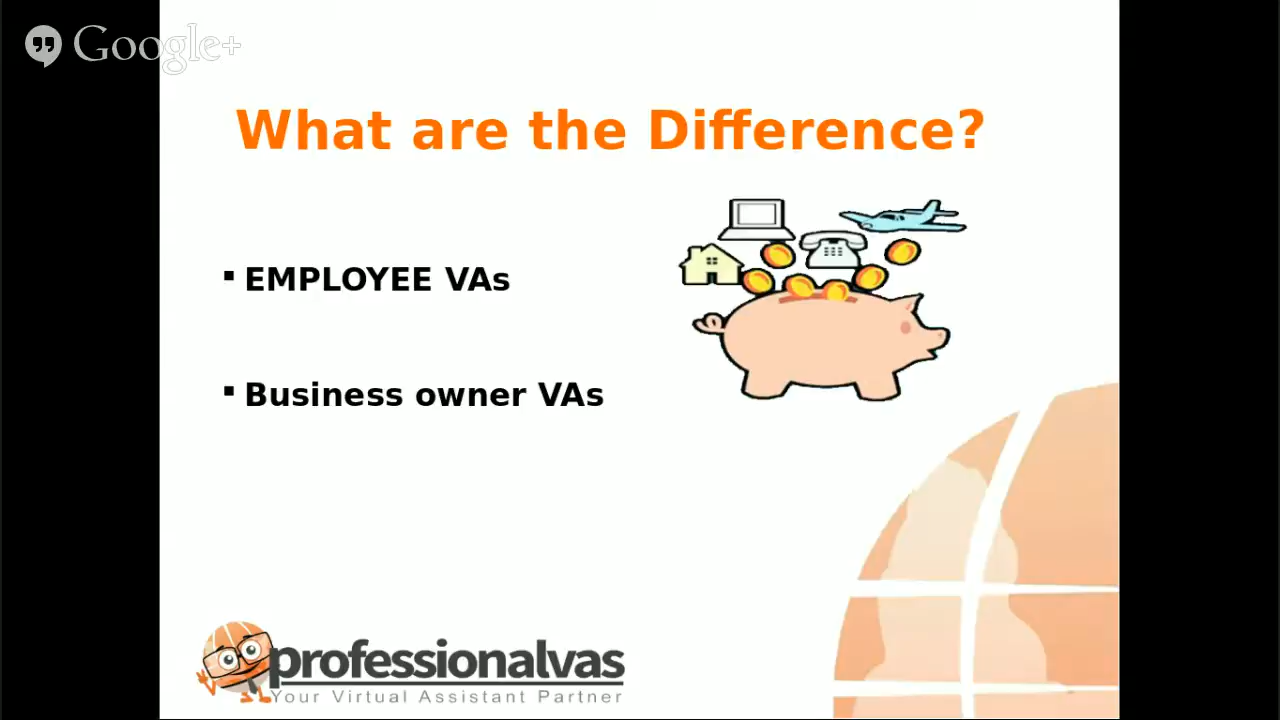 Google+
What are the Difference?
▪ EMPLOYEE VAs
▪ Business owner VAs
professionalvas
Your Virtual Assistant Partner